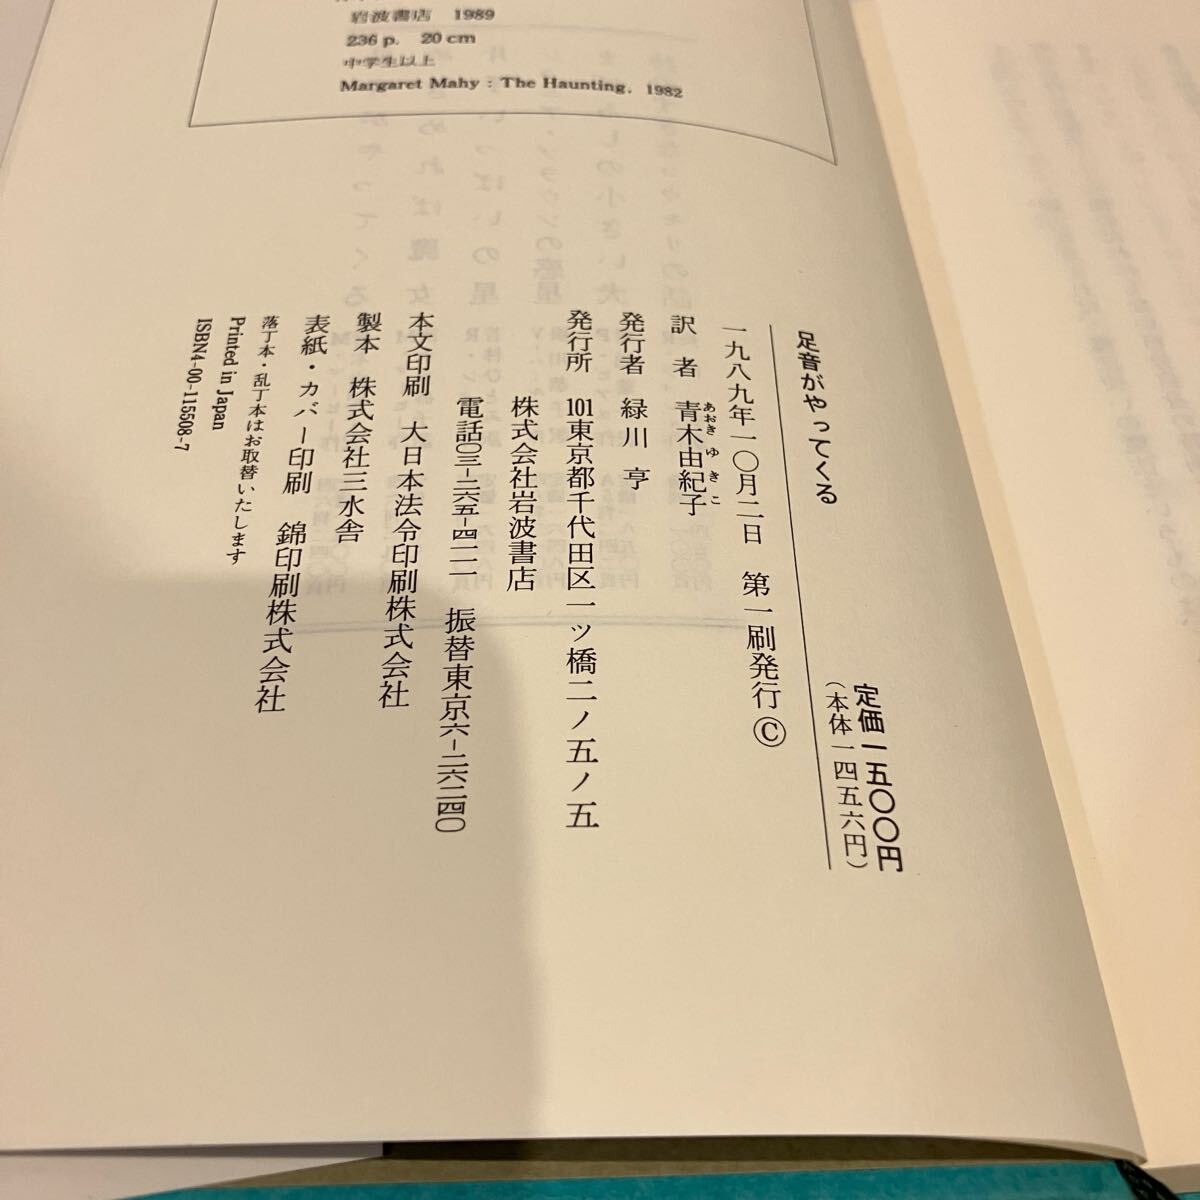 岩波書店 1989
236 p. 20 cm
中学生以上
Margaret Mahy : The Haunting, 1982
足音がやってくる
定価一五〇〇円
(本体一四五六円)
一九八九年一〇月二日 第一刷発行 ©
訳者 青木由紀子
あおきゆきこ
発行者 緑川亨
発行所 101東京都千代田区一ッ橋二ノ五ノ五
株式会社岩波書店
電話〇三-二六五-四一一一 振替東京六-二六二四〇
本文印刷 大日本法令印刷株式会社
製本 株式会社三水舎
表紙・カバー印刷 錦印刷株式会社
落丁本・乱丁本はお取替いたします
Printed in Japan
ISBN4-00-115508-7